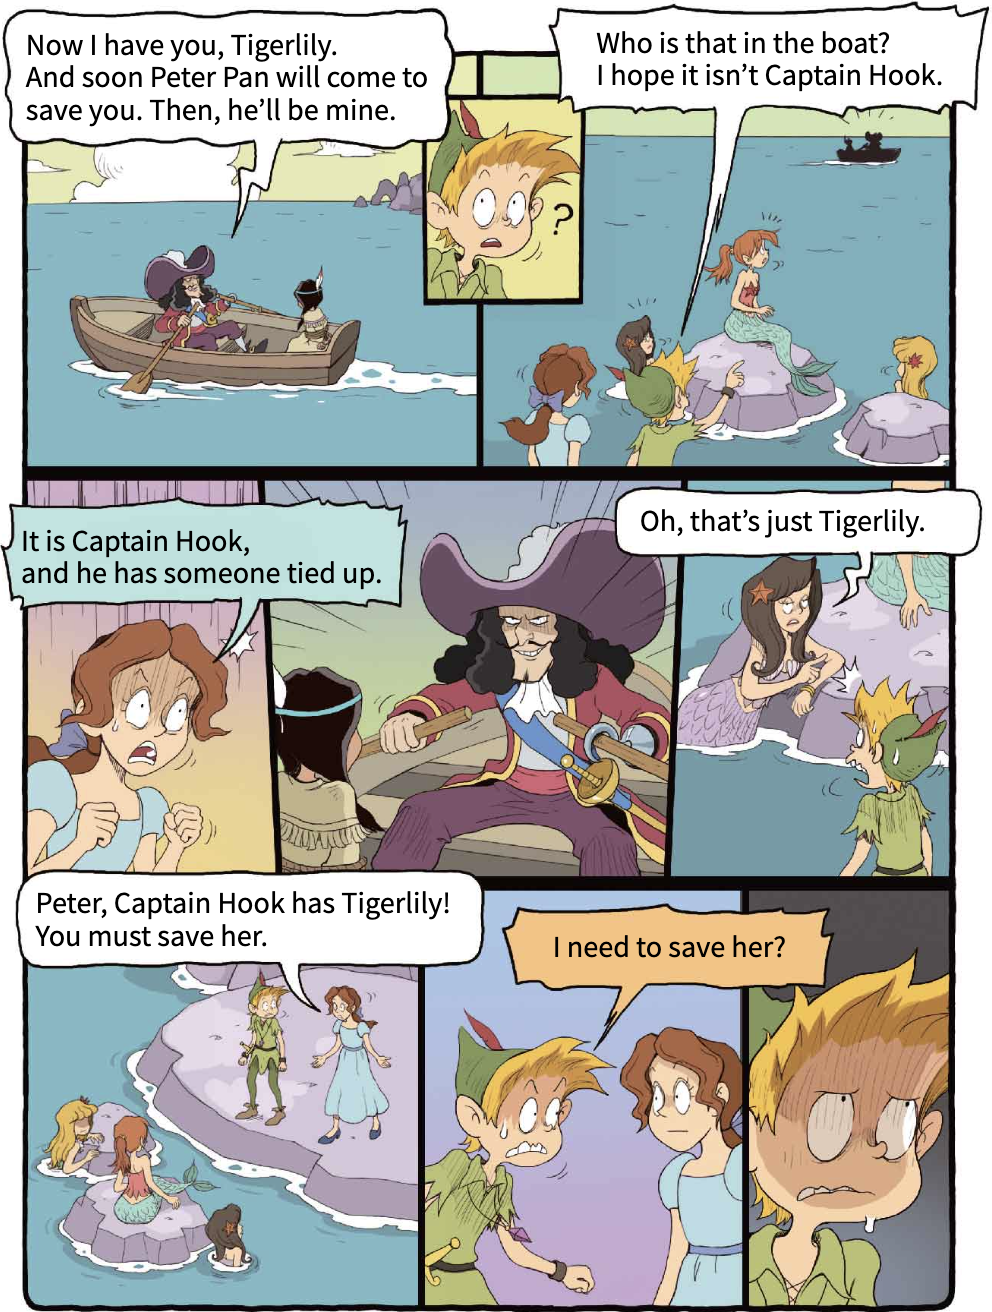 Now I have you, Tigerlily.
And soon Peter Pan will come to
save you. Then, he’ll be mine.
?
Who is that in the boat?
I hope it isn’t Captain Hook.
It is Captain Hook,
and he has someone tied up.
Oh, that’s just Tigerlily.
Peter, Captain Hook has Tigerlily!
You must save her.
I need to save her?